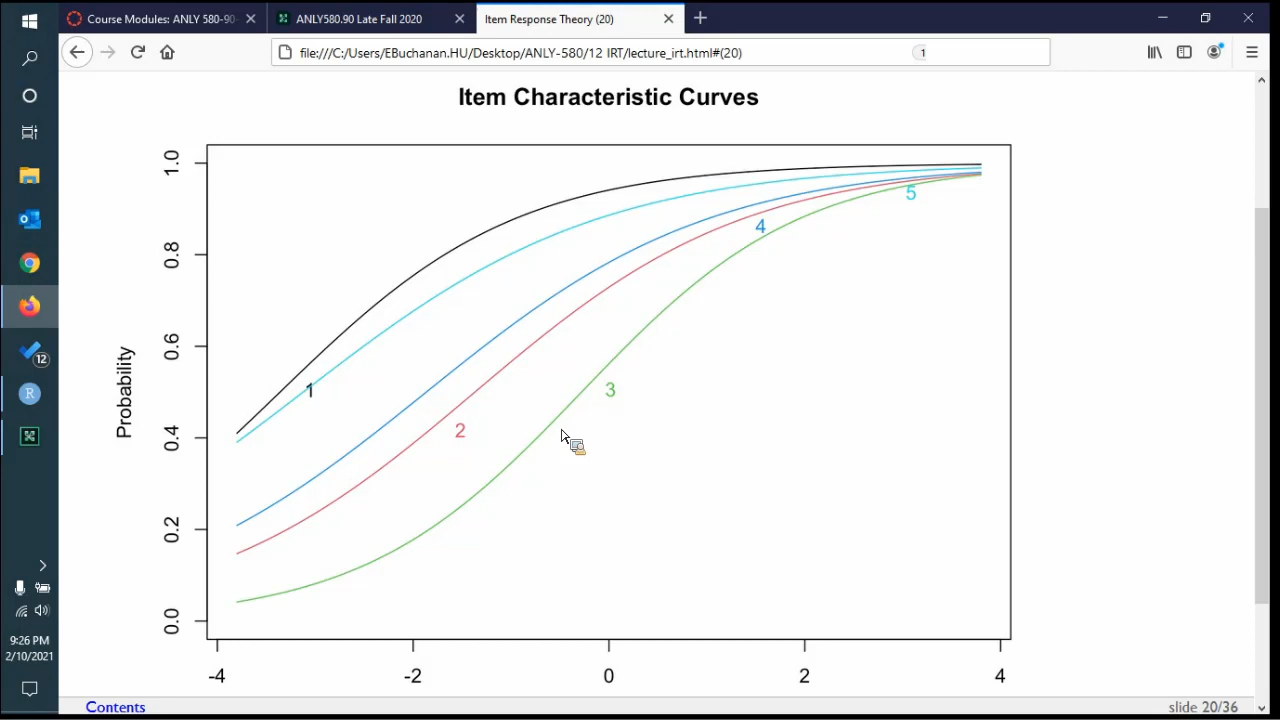 Course Modules: ANLY 580-90-
ANLY580.90 Late Fall 2020
Item Response Theory (20)
file:///C:/Users/EBuchanan.HU/Desktop/ANLY-580/12 IRT/lecture_irt.html#(20)
1
Item Characteristic Curves
1.0
0.8
0.6
0.4
0.2
0.0
Probability
1
2
3
4
5
-4
-2
0
2
4
12
R
9:26 PM
2/10/2021
Contents
slide 20/36